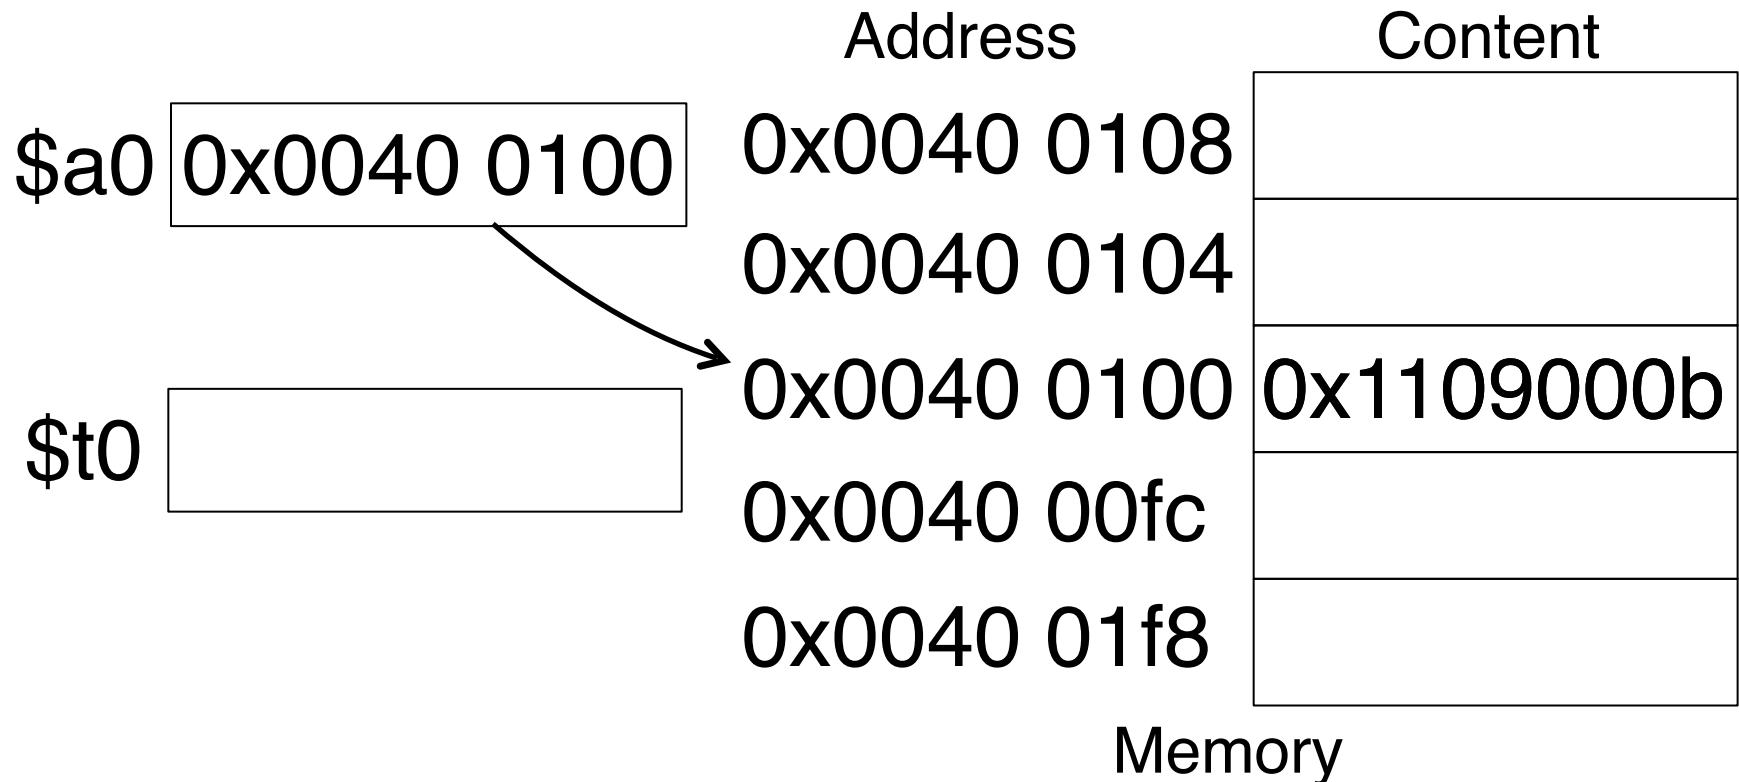 Address Content
$a0 0x0040 0100
0x0040 0108
0x0040 0104
0x0040 0100 0x1109000b
$t0
0x0040 00fc
0x0040 01f8
Memory